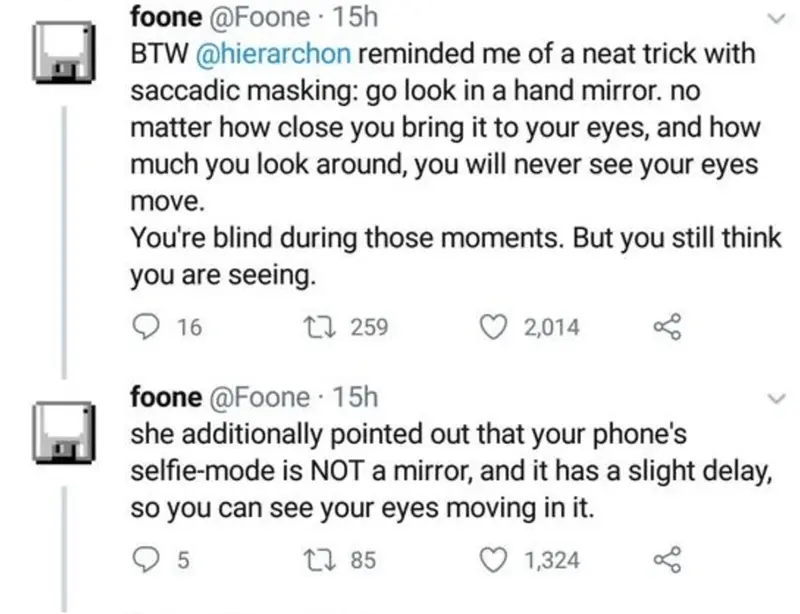 foone @Foone · 15h
BTW @hierarchon reminded me of a neat trick with
saccadic masking: go look in a hand mirror. no
matter how close you bring it to your eyes, and how
much you look around, you will never see your eyes
move.
You're blind during those moments. But you still think
you are seeing.
16 259 2,014
foone @Foone · 15h
she additionally pointed out that your phone's
selfie-mode is NOT a mirror, and it has a slight delay,
so you can see your eyes moving in it.
5 85 1,324